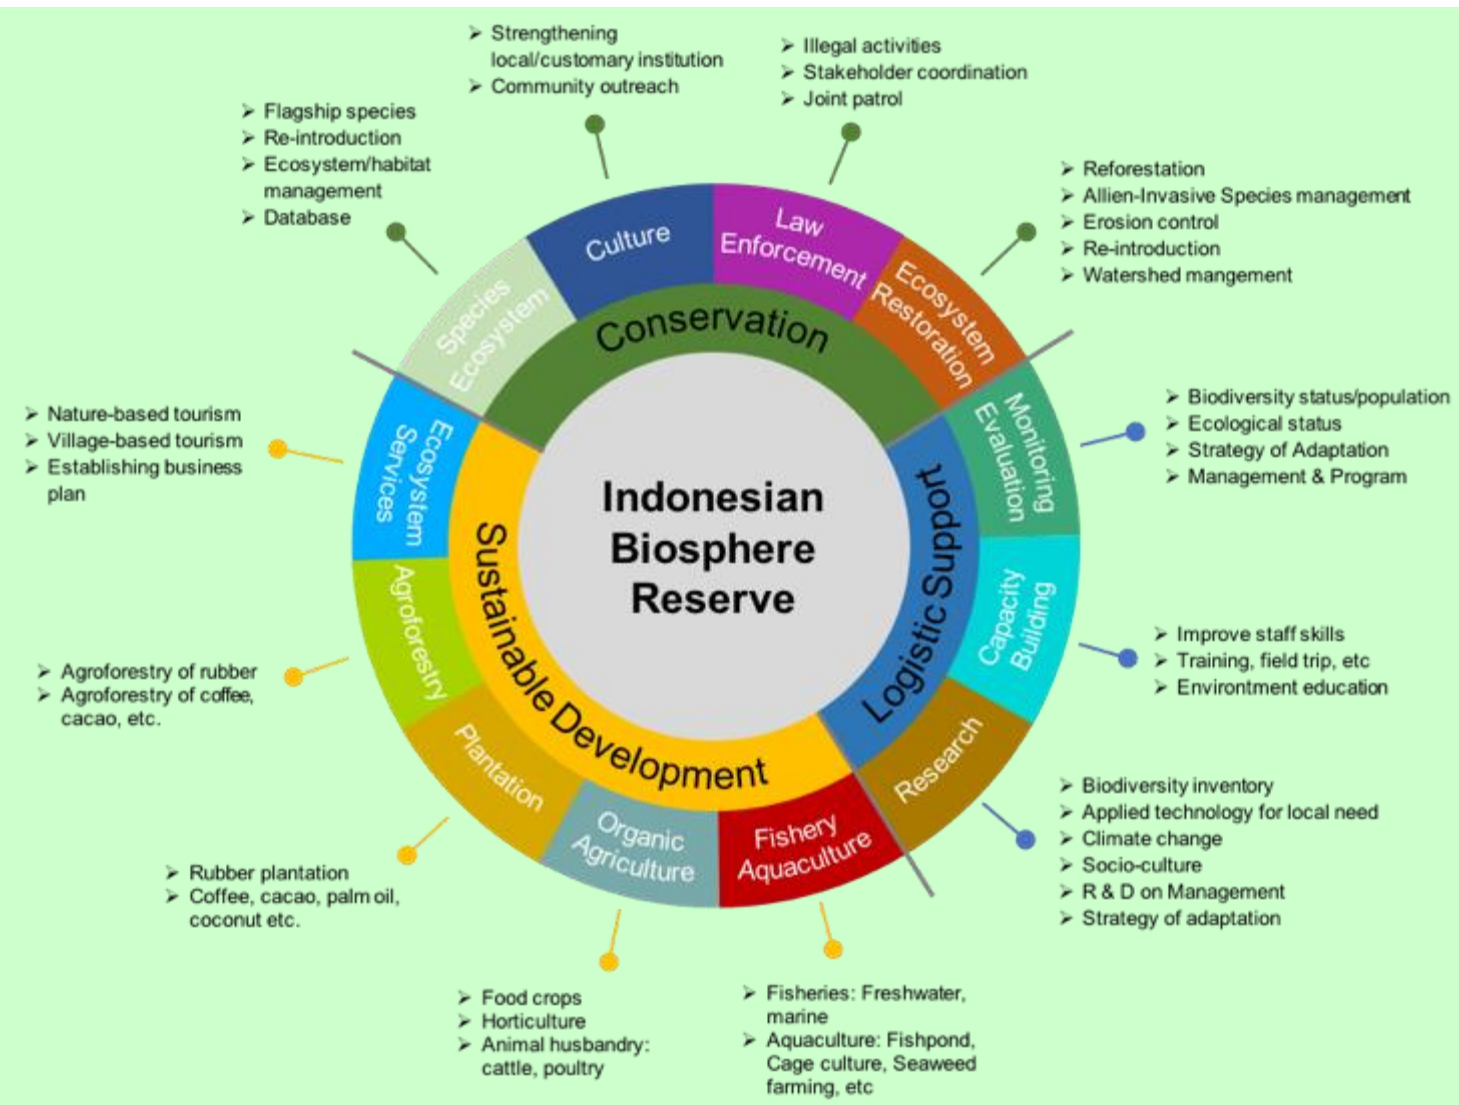 ➤ Strengthening
local/customary institution
➤ Community outreach
➤ Illegal activities
➤ Stakeholder coordination
➤ Joint patrol
➤ Flagship species
➤ Re-introduction
➤ Ecosystem/habitat
management
➤ Database
➤ Reforestation
➤ Allien-Invasive Species management
➤ Erosion control
➤ Re-introduction
➤ Watershed mangement
Species
Ecosystem
Culture
Law
Enforcement
Ecosystem
Restoration
Conservation
➤ Nature-based tourism
➤ Village-based tourism
➤ Establishing business
plan
Ecosystem
Services
Monitoring
Evaluation
➤ Biodiversity status/population
➤ Ecological status
➤ Strategy of Adaptation
➤ Management & Program
Indonesian
Biosphere
Reserve
Sustainable Development
Logistic Support
➤ Agroforestry of rubber
➤ Agroforestry of coffee,
cacao, etc.
Agroforestry
Capacity
Building
➤ Improve staff skills
➤ Training, field trip, etc
➤ Environtment education
Plantation
Organic
Agriculture
Fishery
Aquaculture
Research
➤ Biodiversity inventory
➤ Applied technology for local need
➤ Climate change
➤ Socio-culture
➤ R & D on Management
➤ Strategy of adaptation
➤ Rubber plantation
➤ Coffee, cacao, palm oil,
coconut etc.
➤ Food crops
➤ Horticulture
➤ Animal husbandry:
cattle, poultry
➤ Fisheries: Freshwater,
marine
➤ Aquaculture: Fishpond,
Cage culture, Seaweed
farming, etc